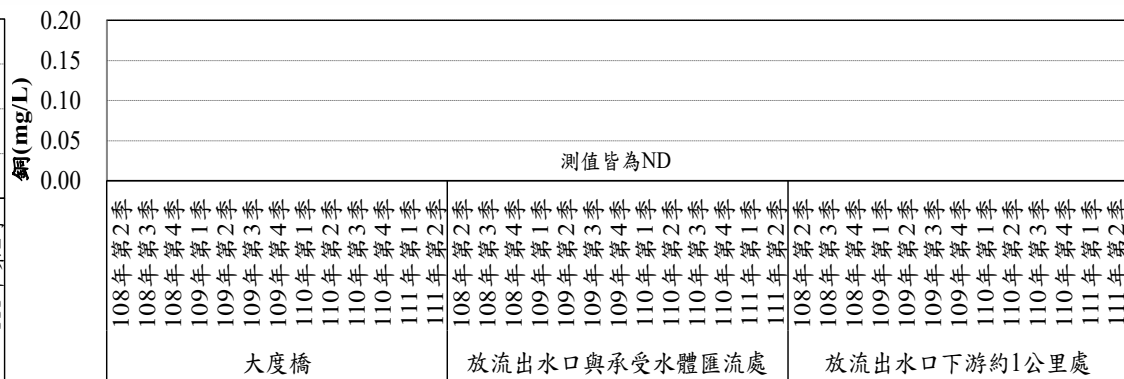 0.20
0.15
0.10
0.05
0.00
銅(mg/L)
測值皆為ND
108年第2季
108年第3季
108年第4季
109年第1季
109年第2季
109年第3季
109年第4季
110年第1季
110年第2季
110年第3季
110年第4季
111年第1季
111年第2季
108年第2季
108年第3季
108年第4季
109年第1季
109年第2季
109年第3季
109年第4季
110年第1季
110年第2季
110年第3季
110年第4季
111年第1季
111年第2季
108年第2季
108年第3季
108年第4季
109年第1季
109年第2季
109年第3季
109年第4季
110年第1季
110年第2季
110年第3季
110年第4季
111年第1季
111年第2季
大度橋
放流出水口與承受水體匯流處
放流出水口下游約1公里處